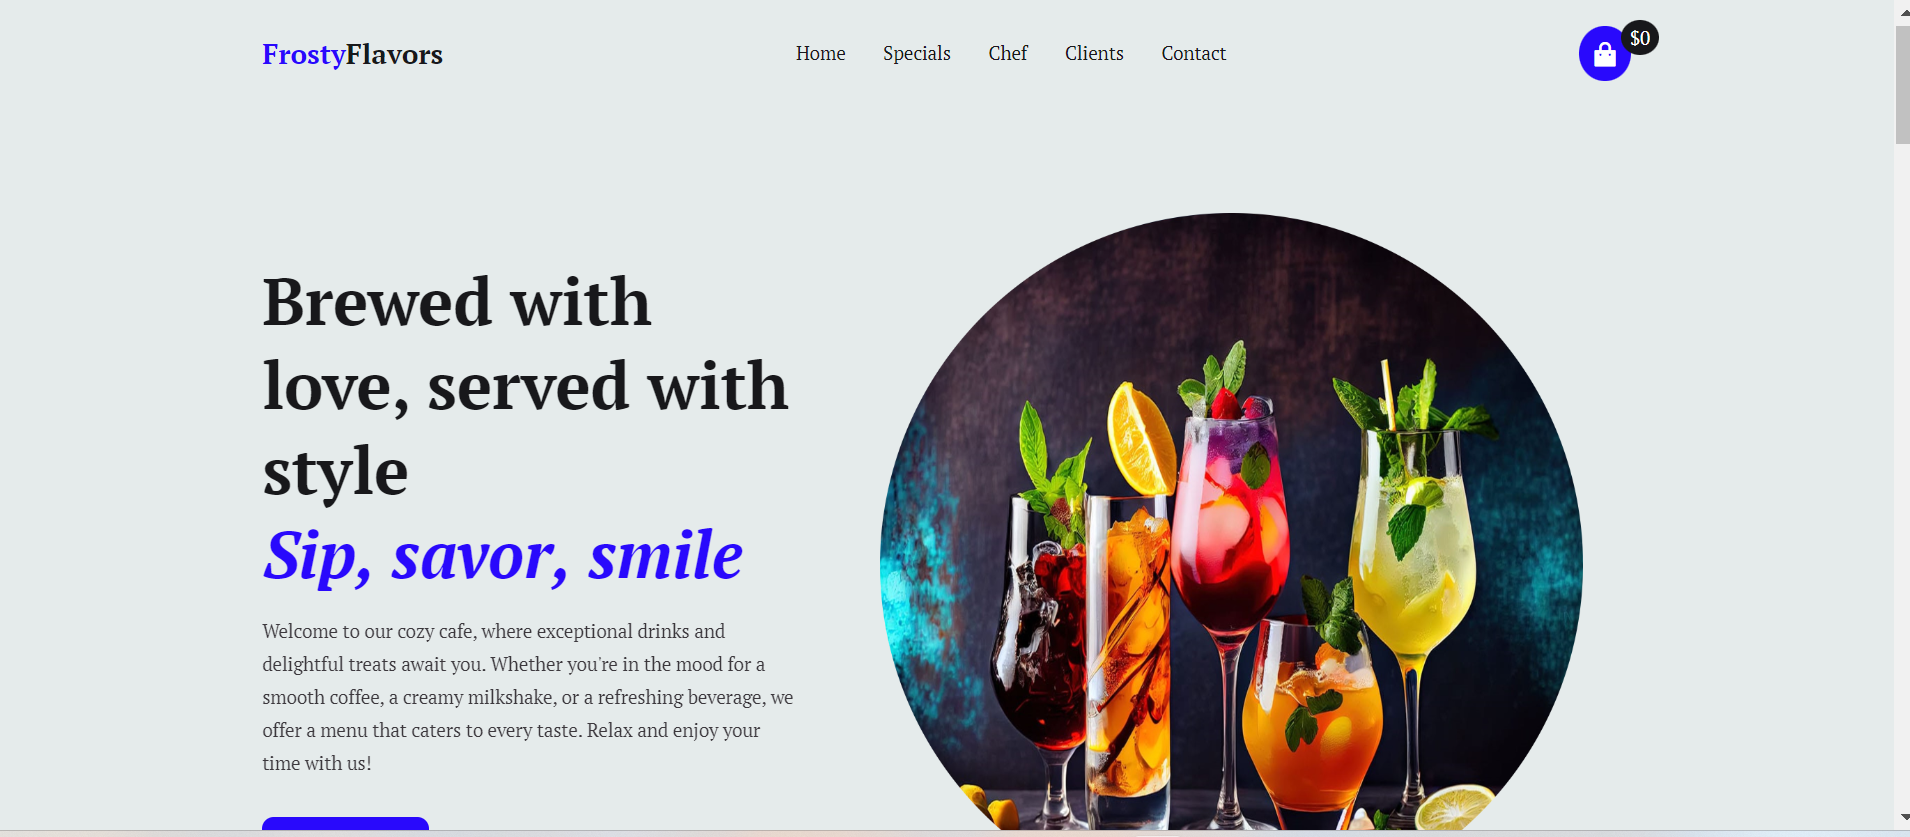 FrostyFlavors
Home Specials Chef Clients Contact
$0
Brewed with
love, served with
style
Sip, savor, smile
Welcome to our cozy cafe, where exceptional drinks and
delightful treats await you. Whether you're in the mood for a
smooth coffee, a creamy milkshake, or a refreshing beverage, we
offer a menu that caters to every taste. Relax and enjoy your
time with us!